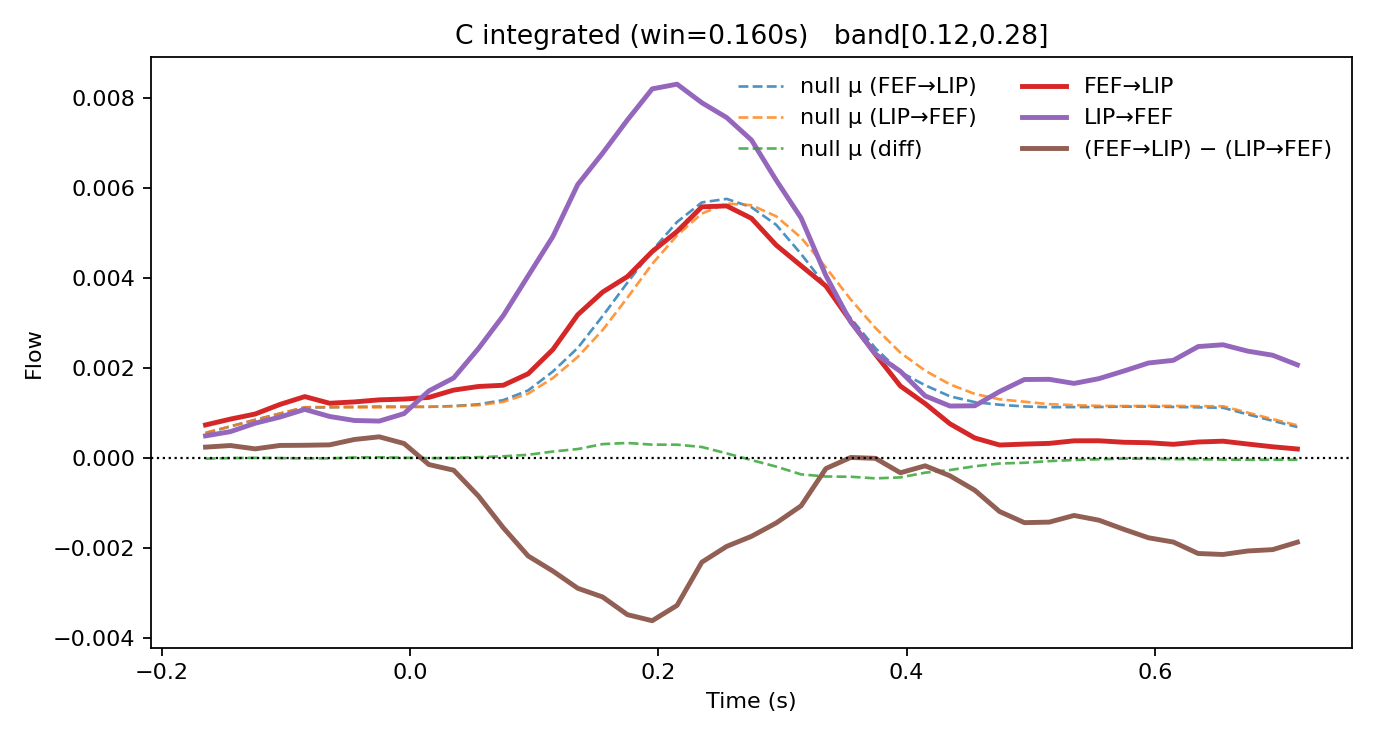 C integrated (win=0.160s)   band[0.12,0.28]
null μ (FEF→LIP)
null μ (LIP→FEF)
null μ (diff)
FEF→LIP
LIP→FEF
(FEF→LIP) − (LIP→FEF)
Flow
0.008
0.006
0.004
0.002
0.000
−0.002
−0.004
−0.2
0.0
0.2
0.4
0.6
Time (s)